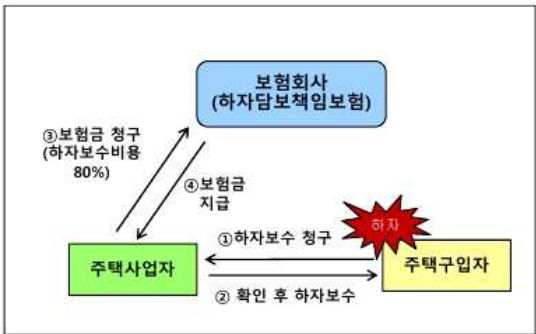 보험회사
(하자담보책임보험)
③보험금 청구
(하자보수비용
80%)
④보험금
지급
하자
①하자보수 청구
주택사업자
주택구입자
② 확인 후 하자보수